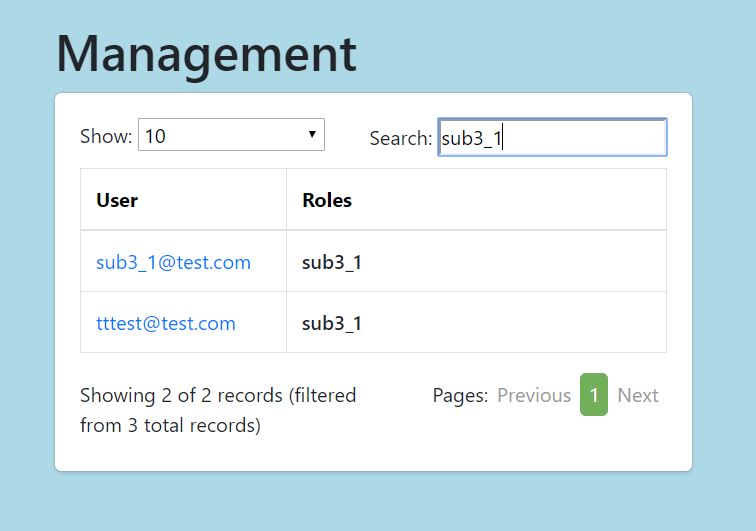 Management
Show: 10 Search: sub3_1
User Roles
sub3_1@test.com sub3_1
tttest@test.com sub3_1
Showing 2 of 2 records (filtered Pages: Previous 1 Next
from 3 total records)